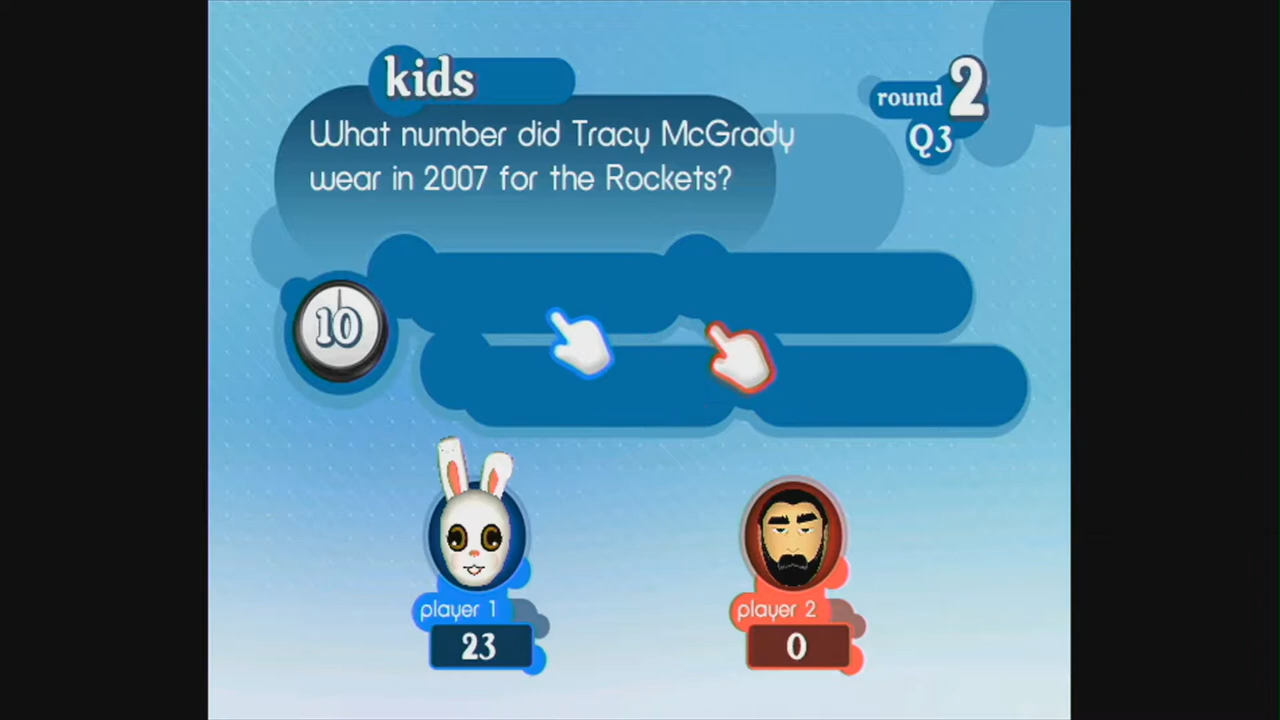 kids
round 2
Q3
What number did Tracy McGrady
wear in 2007 for the Rockets?
10
player 1
23
player 2
0